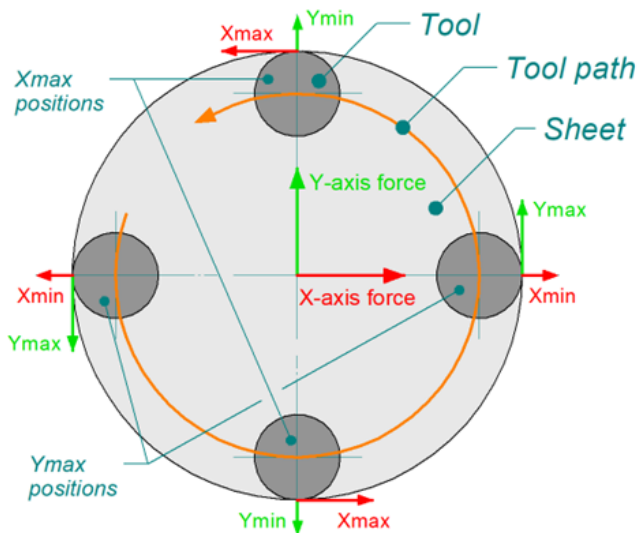 Ymin
Xmax
Tool
Xmax
positions
Tool path
Sheet
Y-axis force
Ymax
Xmin
X-axis force
Xmin
Ymax
Ymax
positions
Ymin
Xmax